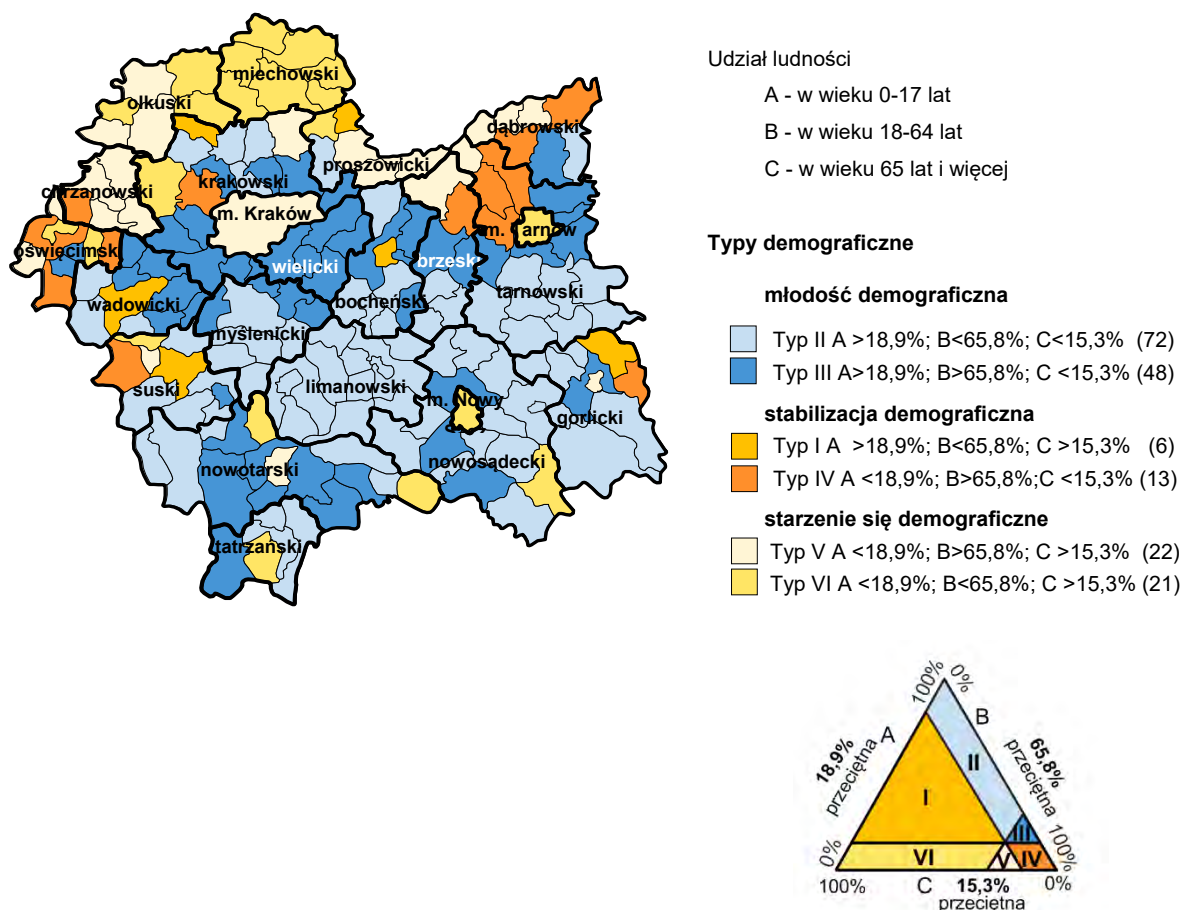 miechowski
olkuski
dąbrowski
proszowicki
chrzanowski
krakowski
m. Kraków
m. Tarnów
oświęcimski
wielicki
brzesk
tarnowski
wadowicki
bocheński
myślenicki
limanowski
suski
m. Nowy
gorlicki
nowotarski
nowosądecki
tatrzański
Udział ludności
A - w wieku 0-17 lat
B - w wieku 18-64 lat
C - w wieku 65 lat i więcej
Typy demograficzne
młodość demograficzna
Typ II A >18,9%; B<65,8%; C<15,3% (72)
Typ III A>18,9%; B>65,8%; C <15,3% (48)
stabilizacja demograficzna
Typ I A >18,9%; B<65,8%; C >15,3% (6)
Typ IV A <18,9%; B>65,8%;C <15,3% (13)
starzenie się demograficzne
Typ V A <18,9%; B>65,8%; C >15,3% (22)
Typ VI A <18,9%; B<65,8%; C >15,3% (21)
100%
0%
A
B
18,9%
przeciętna
65,8%
przeciętna
II
I
III
VI
V
IV
0%
100%
100%
C
15,3%
0%
przeciętna